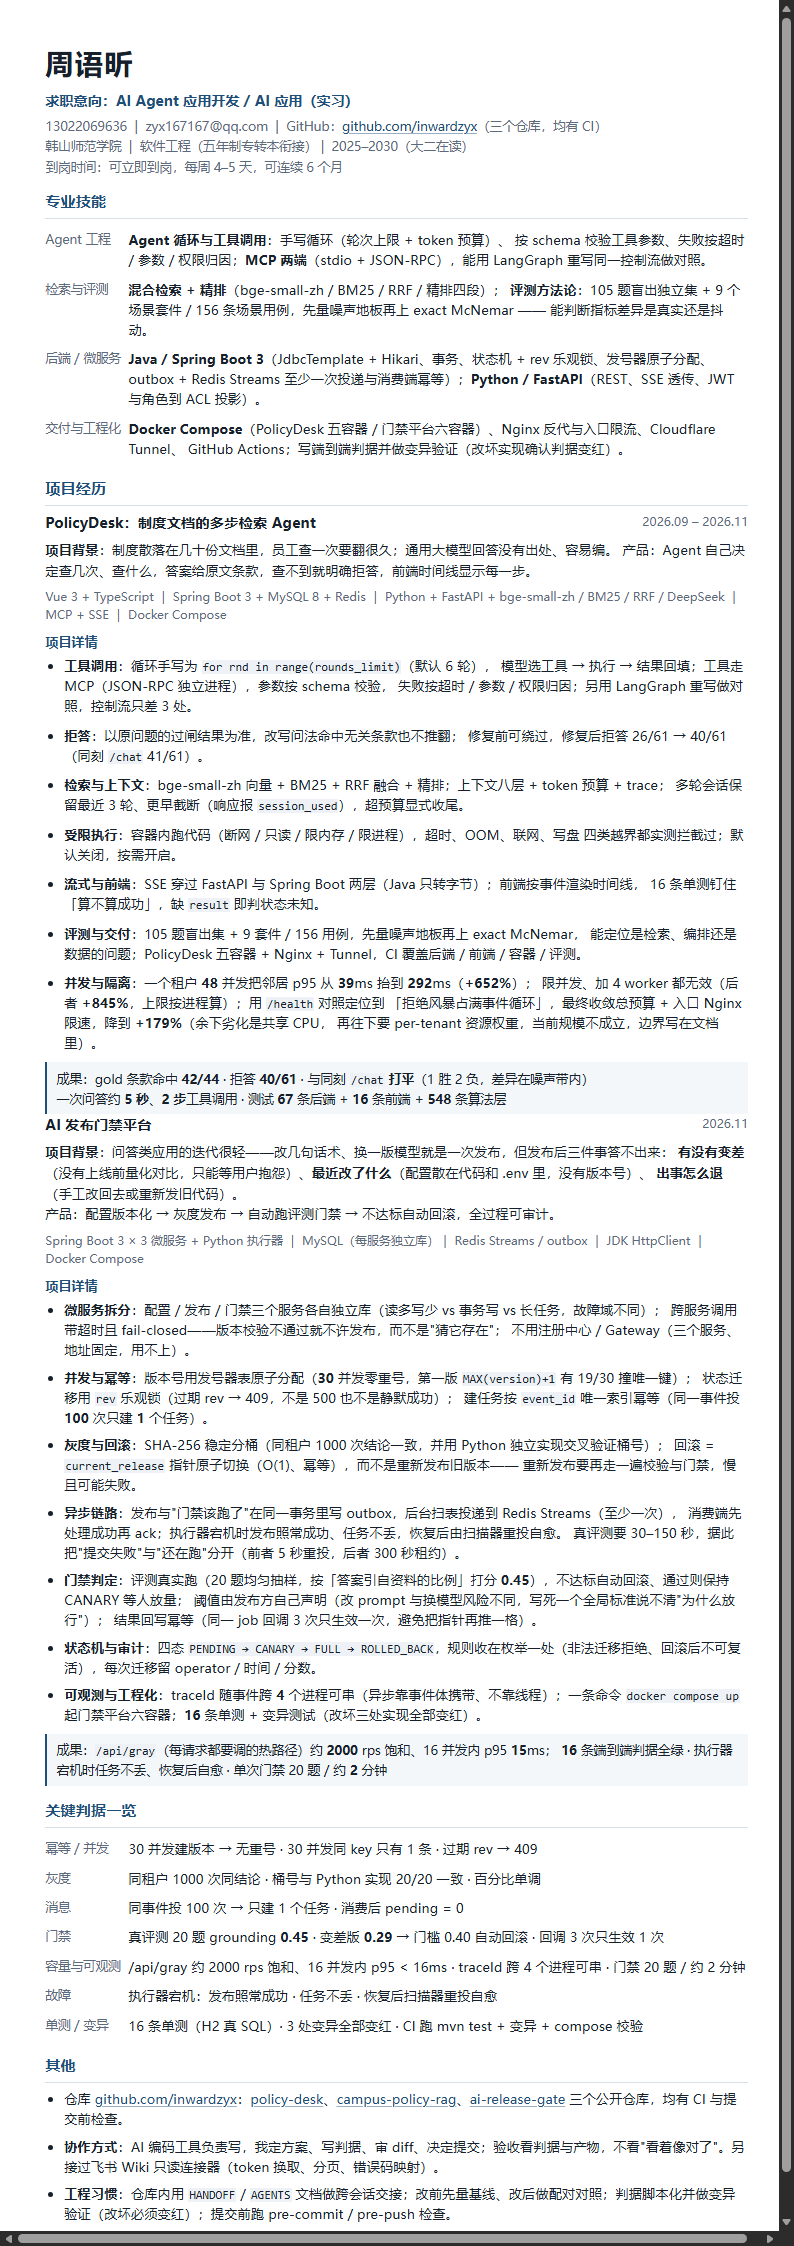 周语昕
求职意向：AI Agent 应用开发 / AI 应用（实习）
13022069636 | zyx167167@qq.com | GitHub：github.com/inwardzyx（三个仓库，均有 CI）
韩山师范学院 | 软件工程（五年制专转本衔接） | 2025–2030（大二在读）
到岗时间：可立即到岗，每周 4–5 天，可连续 6 个月
专业技能
Agent 工程 Agent 循环与工具调用：手写循环（轮次上限 + token 预算）、 按 schema 校验工具参数、失败按超时
/ 参数 / 权限归因；MCP 两端（stdio + JSON-RPC），能用 LangGraph 重写同一控制流做对照。
检索与评测 混合检索 + 精排（bge-small-zh / BM25 / RRF / 精排四段）； 评测方法论：105 题盲出独立集 + 9 个
场景套件 / 156 条场景用例，先量噪声地板再上 exact McNemar —— 能判断指标差异是真实还是抖
动。
后端 / 微服务 Java / Spring Boot 3（JdbcTemplate + Hikari、事务、状态机 + rev 乐观锁、发号器原子分配、
outbox + Redis Streams 至少一次投递与消费端幂等）；Python / FastAPI（REST、SSE 透传、JWT
与角色到 ACL 投影）。
交付与工程化 Docker Compose（PolicyDesk 五容器 / 门禁平台六容器）、Nginx 反代与入口限流、Cloudflare
Tunnel、 GitHub Actions；写端到端判据并做变异验证（改坏实现确认判据变红）。
项目经历
PolicyDesk：制度文档的多步检索 Agent 2026.09 – 2026.11
项目背景：制度散落在几十份文档里，员工查一次要翻很久；通用大模型回答没有出处、容易编。 产品：Agent 自己决
定查几次、查什么，答案给原文条款，查不到就明确拒答，前端时间线显示每一步。
Vue 3 + TypeScript | Spring Boot 3 + MySQL 8 + Redis | Python + FastAPI + bge-small-zh / BM25 / RRF / DeepSeek |
MCP + SSE | Docker Compose
项目详情
• 工具调用：循环手写为 for rnd in range(rounds_limit)（默认 6 轮）， 模型选工具 → 执行 → 结果回填；工具走
MCP（JSON-RPC 独立进程），参数按 schema 校验， 失败按超时 / 参数 / 权限归因；另用 LangGraph 重写做对
照，控制流只差 3 处。
• 拒答：以原问题的过闸结果为准，改写问法命中无关条款也不推翻； 修复前可绕过，修复后拒答 26/61 → 40/61
（同刻 /chat 41/61）。
• 检索与上下文：bge-small-zh 向量 + BM25 + RRF 融合 + 精排；上下文八层 + token 预算 + trace； 多轮会话保
留最近 3 轮、更早截断（响应报 session_used），超预算显式收尾。
• 受限执行：容器内跑代码（断网 / 只读 / 限内存 / 限进程），超时、OOM、联网、写盘 四类越界都实测拦截过；默
认关闭，按需开启。
• 流式与前端：SSE 穿过 FastAPI 与 Spring Boot 两层（Java 只转字节）；前端按事件渲染时间线， 16 条单测钉住
「算不算成功」，缺 result 即判状态未知。
• 评测与交付：105 题盲出集 + 9 套件 / 156 用例，先量噪声地板再上 exact McNemar， 能定位是检索、编排还是
数据的问题；PolicyDesk 五容器 + Nginx + Tunnel，CI 覆盖后端 / 前端 / 容器 / 评测。
• 并发与隔离：一个租户 48 并发把邻居 p95 从 39ms 抬到 292ms（+652%）； 限并发、加 4 worker 都无效（后
者 +845%，上限按进程算）；用 /health 对照定位到 「拒绝风暴占满事件循环」，最终收敛总预算 + 入口 Nginx
限速，降到 +179%（余下劣化是共享 CPU， 再往下要 per-tenant 资源权重，当前规模不成立，边界写在文档
里）。
成果：gold 条款命中 42/44 · 拒答 40/61 · 与同刻 /chat 打平（1 胜 2 负，差异在噪声带内）
一次问答约 5 秒、2 步工具调用 · 测试 67 条后端 + 16 条前端 + 548 条算法层
AI 发布门禁平台 2026.11
项目背景：问答类应用的迭代很轻——改几句话术、换一版模型就是一次发布，但发布后三件事答不出来： 有没有变差
（没有上线前量化对比，只能等用户抱怨）、最近改了什么（配置散在代码和 .env 里，没有版本号）、 出事怎么退
（手工改回去或重新发旧代码）。
产品：配置版本化 → 灰度发布 → 自动跑评测门禁 → 不达标自动回滚，全过程可审计。
Spring Boot 3 × 3 微服务 + Python 执行器 | MySQL（每服务独立库） | Redis Streams / outbox | JDK HttpClient |
Docker Compose
项目详情
• 微服务拆分：配置 / 发布 / 门禁三个服务各自独立库（读多写少 vs 事务写 vs 长任务，故障域不同）； 跨服务调用
带超时且 fail-closed——版本校验不通过就不许发布，而不是"猜它存在"； 不用注册中心 / Gateway（三个服务、
地址固定，用不上）。
• 并发与幂等：版本号用发号器表原子分配（30 并发零重号，第一版 MAX(version)+1 有 19/30 撞唯一键）； 状态迁
移用 rev 乐观锁（过期 rev → 409，不是 500 也不是静默成功）； 建任务按 event_id 唯一索引幂等（同一事件投
100 次只建 1 个任务）。
• 灰度与回滚：SHA-256 稳定分桶（同租户 1000 次结论一致，并用 Python 独立实现交叉验证桶号）； 回滚 =
current_release 指针原子切换（O(1)、幂等），而不是重新发布旧版本—— 重新发布要再走一遍校验与门禁，慢
且可能失败。
• 异步链路：发布与"门禁该跑了"在同一事务里写 outbox，后台扫表投递到 Redis Streams（至少一次）， 消费端先
处理成功再 ack；执行器宕机时发布照常成功、任务不丢，恢复后由扫描器重投自愈。 真评测要 30–150 秒，据此
把"提交失败"与"还在跑"分开（前者 5 秒重投，后者 300 秒租约）。
• 门禁判定：评测真实跑（20 题均匀抽样，按「答案引自资料的比例」打分 0.45），不达标自动回滚、通过则保持
CANARY 等人放量； 阈值由发布方自己声明（改 prompt 与换模型风险不同，写死一个全局标准说不清"为什么放
行"）； 结果回写幂等（同一 job 回调 3 次只生效一次，避免把指针再推一格）。
• 状态机与审计：四态 PENDING → CANARY → FULL → ROLLED_BACK，规则收在枚举一处（非法迁移拒绝、回滚后不可复
活），每次迁移留 operator / 时间 / 分数。
• 可观测与工程化：traceId 随事件跨 4 个进程可串（异步靠事件体携带、不靠线程）；一条命令 docker compose up
起门禁平台六容器；16 条单测 + 变异测试（改坏三处实现全部变红）。
成果：/api/gray（每请求都要调的热路径）约 2000 rps 饱和、16 并发内 p95 15ms； 16 条端到端判据全绿 · 执行器
宕机时任务不丢、恢复后自愈 · 单次门禁 20 题 / 约 2 分钟
关键判据一览
幂等 / 并发 30 并发建版本 → 无重号 · 30 并发同 key 只有 1 条 · 过期 rev → 409
灰度 同租户 1000 次同结论 · 桶号与 Python 实现 20/20 一致 · 百分比单调
消息 同事件投 100 次 → 只建 1 个任务 · 消费后 pending = 0
门禁 真评测 20 题 grounding 0.45 · 变差版 0.29 → 门槛 0.40 自动回滚 · 回调 3 次只生效 1 次
容量与可观测 /api/gray 约 2000 rps 饱和、16 并发内 p95 < 16ms · traceId 跨 4 个进程可串 · 门禁 20 题 / 约 2 分钟
故障 执行器宕机：发布照常成功 · 任务不丢 · 恢复后扫描器重投自愈
单测 / 变异 16 条单测（H2 真 SQL）· 3 处变异全部变红 · CI 跑 mvn test + 变异 + compose 校验
其他
• 仓库 github.com/inwardzyx：policy-desk、campus-policy-rag、ai-release-gate 三个公开仓库，均有 CI 与提
交前检查。
• 协作方式：AI 编码工具负责写，我定方案、写判据、审 diff、决定提交；验收看判据与产物，不看"看着像对了"。另
接过飞书 Wiki 只读连接器（token 换取、分页、错误码映射）。
• 工程习惯：仓库内用 HANDOFF / AGENTS 文档做跨会话交接；改前先量基线、改后做配对对照；判据脚本化并做变异
验证（改坏必须变红）；提交前跑 pre-commit / pre-push 检查。